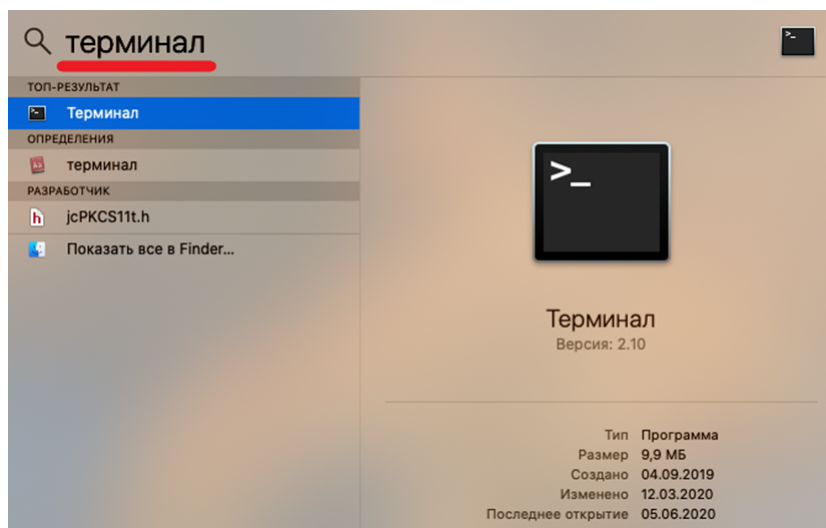 терминал
ТОП-РЕЗУЛЬТАТ
Терминал
ОПРЕДЕЛЕНИЯ
терминал
РАЗРАБОТЧИК
jcPKCS11t.h
Показать все в Finder...
>_
Терминал
Версия: 2.10
Тип Программа
Размер 9,9 МБ
Создано 04.09.2019
Изменено 12.03.2020
Последнее открытие 05.06.2020